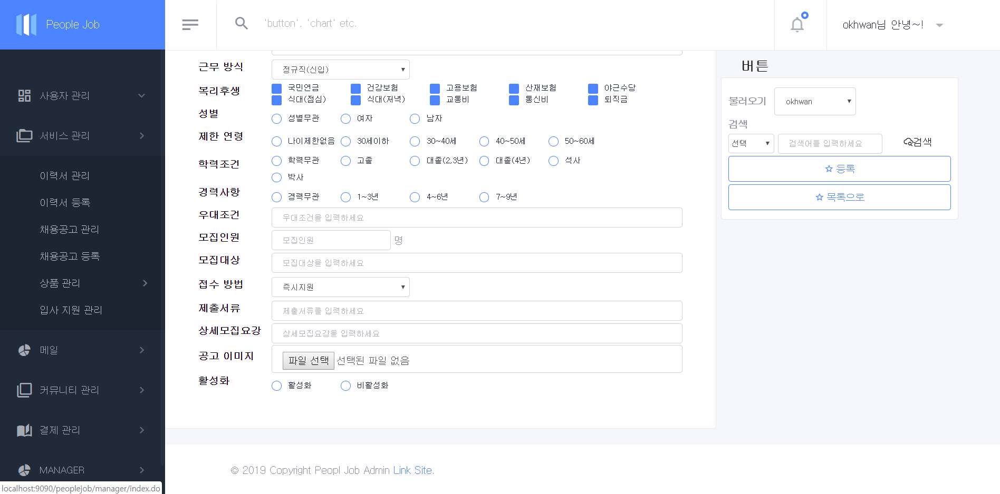 People Job
'button', 'chart' etc.
okhwan님 안녕~!
사용자 관리
서비스 관리
이력서 관리
이력서 등록
채용공고 관리
채용공고 등록
상품 관리
입사 지원 관리
메일
커뮤니티 관리
결제 관리
MANAGER
localhost:9090/peoplejob/manager/index.do
근무 방식 정규직(신입)
복리후생 국민연금 건강보험 고용보험 산재보험 야근수당
식대(점심) 식대(저녁) 교통비 통신비 퇴직금
성별 성별무관 여자 남자
제한 연령 나이제한없음 30세이하 30~40세 40~50세 50~60세
학력조건 학력무관 고졸 대졸(2,3년) 대졸(4년) 석사
박사
경력사항 경력무관 1~3년 4~6년 7~9년
우대조건 우대조건을 입력하세요
모집인원 모집인원 명
모집대상 모집대상을 입력하세요
접수 방법 즉시지원
제출서류 제출서류를 입력하세요
상세모집요강 상세모집요강을 입력하세요
공고 이미지 파일 선택 선택된 파일 없음
활성화 활성화 비활성화
버튼
불러오기 okhwan
검색
선택 검색어를 입력하세요 검색
등록
목록으로
© 2019 Copyright Peopl Job Admin Link Site.